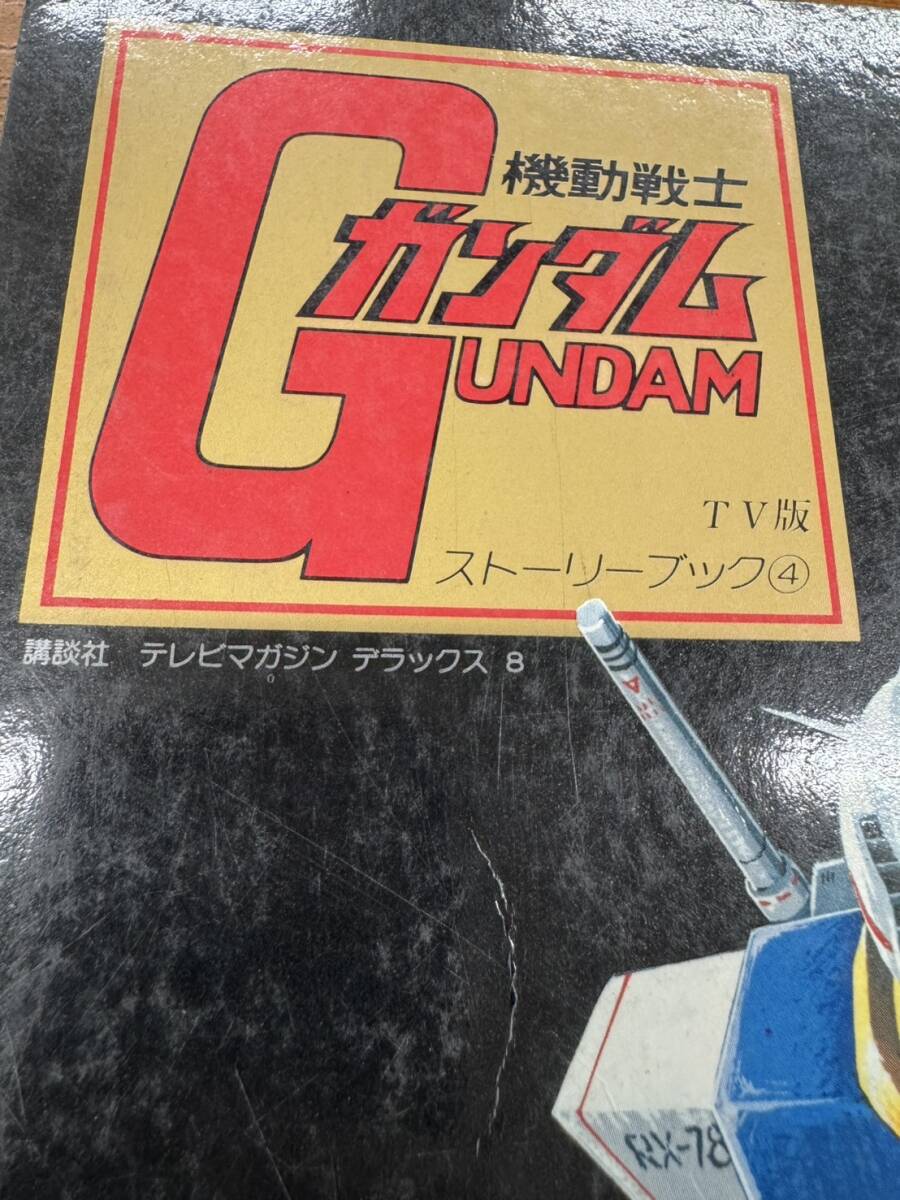 機動戦士
ガンダム
GUNDAM
TV版
ストーリーブック④
講談社 テレビマガジン デラックス 8
RX-78